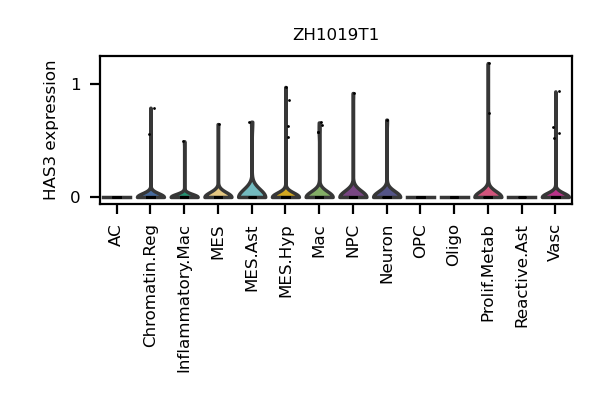 ZH1019T1
HAS3 expression
1
0
AC
Chromatin.Reg
Inflammatory.Mac
MES
MES.Ast
MES.Hyp
Mac
NPC
Neuron
OPC
Oligo
Prolif.Metab
Reactive.Ast
Vasc